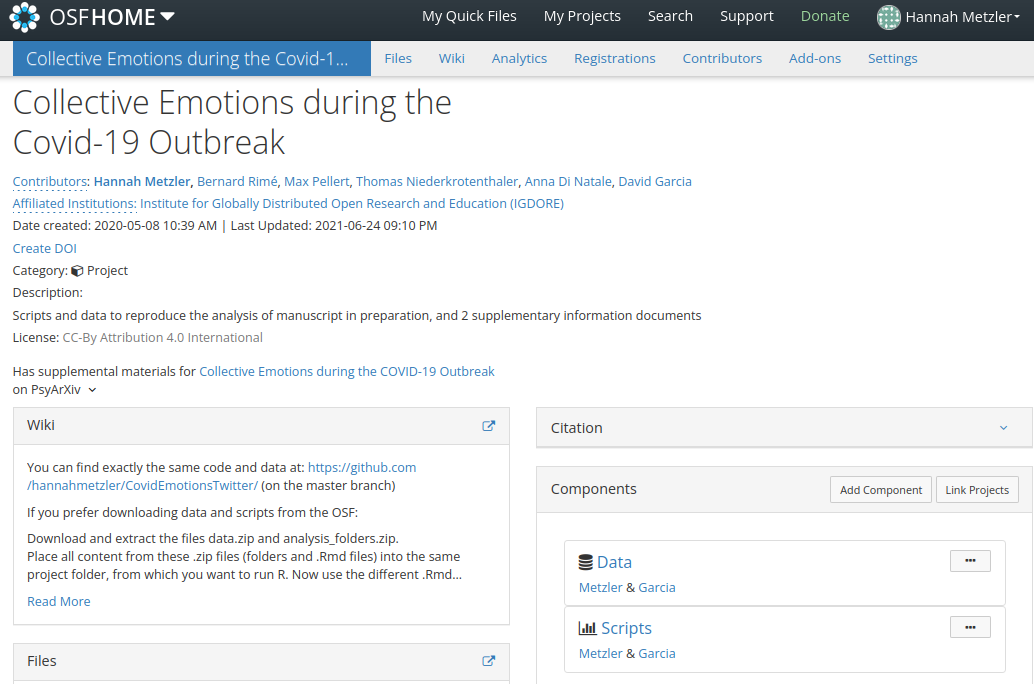 OSFHOME My Quick Files My Projects Search Support Donate Hannah Metzler
Collective Emotions during the Covid-1... Files Wiki Analytics Registrations Contributors Add-ons Settings
Collective Emotions during the
Covid-19 Outbreak
Contributors: Hannah Metzler, Bernard Rimé, Max Pellert, Thomas Niederkrotenthaler, Anna Di Natale, David Garcia
Affiliated Institutions: Institute for Globally Distributed Open Research and Education (IGDORE)
Date created: 2020-05-08 10:39 AM | Last Updated: 2021-06-24 09:10 PM
Create DOI
Category: Project
Description:
Scripts and data to reproduce the analysis of manuscript in preparation, and 2 supplementary information documents
License: CC-By Attribution 4.0 International
Has supplemental materials for Collective Emotions during the COVID-19 Outbreak
on PsyArXiv
Wiki
You can find exactly the same code and data at: https://github.com
/hannahmetzler/CovidEmotionsTwitter/ (on the master branch)
If you prefer downloading data and scripts from the OSF:
Download and extract the files data.zip and analysis_folders.zip.
Place all content from these .zip files (folders and .Rmd files) into the same
project folder, from which you want to run R. Now use the different .Rmd...
Read More
Files
Citation
Components Add Component Link Projects
Data ...
Metzler & Garcia
Scripts ...
Metzler & Garcia